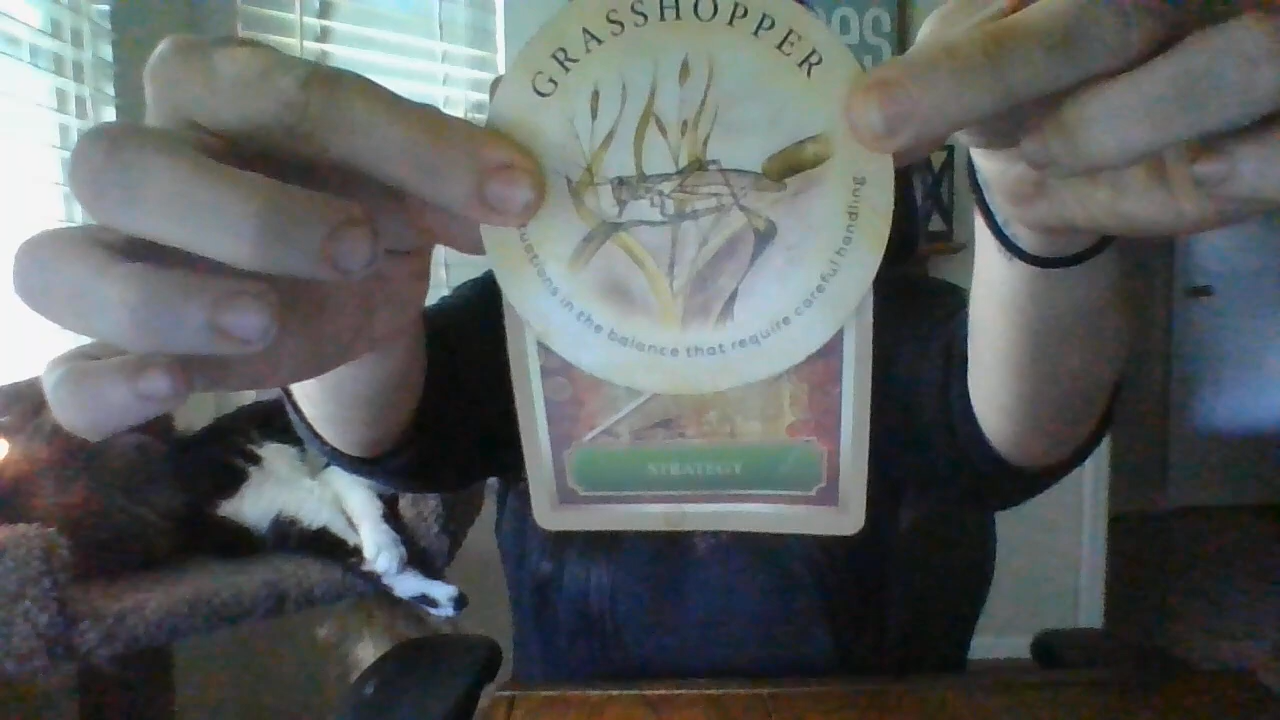 GRASSHOPPER
in the balance that require careful handling
STRATEGY